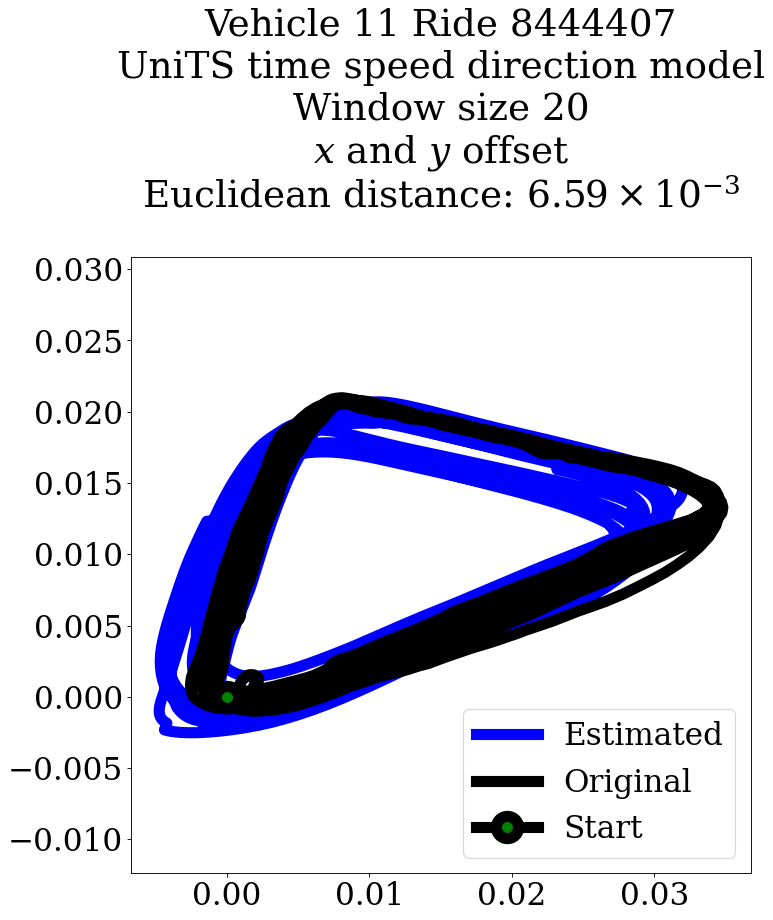 Vehicle 11 Ride 8444407
UniTS time speed direction model
Window size 20
x and y offset
Euclidean distance: 6.59 × 10⁻³
0.030
0.025
0.020
0.015
0.010
0.005
0.000
−0.005
−0.010
Estimated
Original
Start
0.00 0.01 0.02 0.03